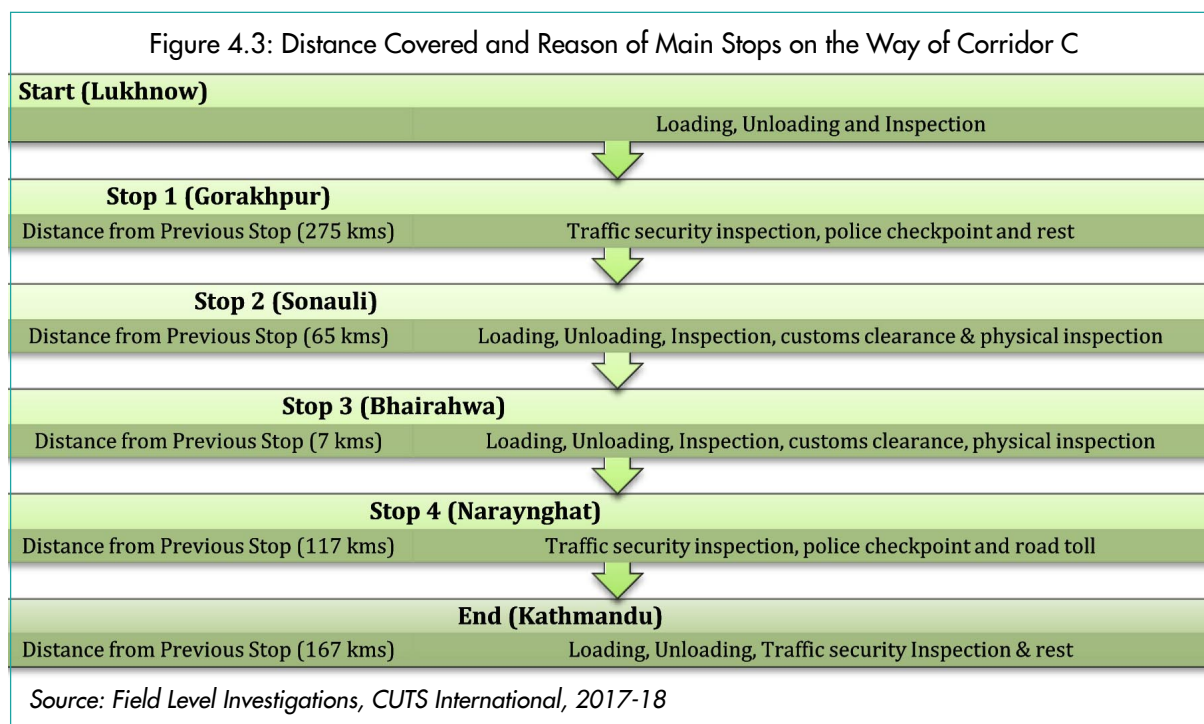 Figure 4.3: Distance Covered and Reason of Main Stops on the Way of Corridor C
Start (Lukhnow)
Loading, Unloading and Inspection
Stop 1 (Gorakhpur)
Distance from Previous Stop (275 kms) Traffic security inspection, police checkpoint and rest
Stop 2 (Sonauli)
Distance from Previous Stop (65 kms) Loading, Unloading, Inspection, customs clearance & physical inspection
Stop 3 (Bhairahwa)
Distance from Previous Stop (7 kms) Loading, Unloading, Inspection, customs clearance, physical inspection
Stop 4 (Naraynghat)
Distance from Previous Stop (117 kms) Traffic security inspection, police checkpoint and road toll
End (Kathmandu)
Distance from Previous Stop (167 kms) Loading, Unloading, Traffic security Inspection & rest
Source: Field Level Investigations, CUTS International, 2017-18